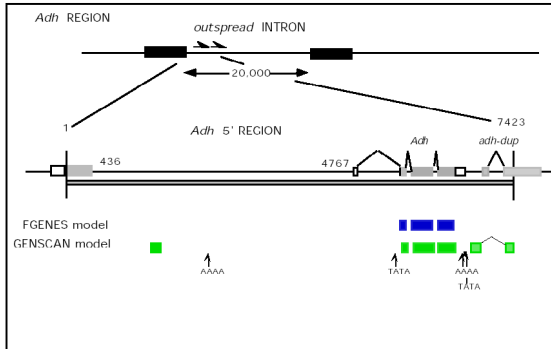 Adh REGION
outspread INTRON
20,000
1
7423
Adh 5' REGION
Adh
adh-dup
436
4767
FGENES model
GENSCAN model
AAAA
TATA
AAAA
TATA